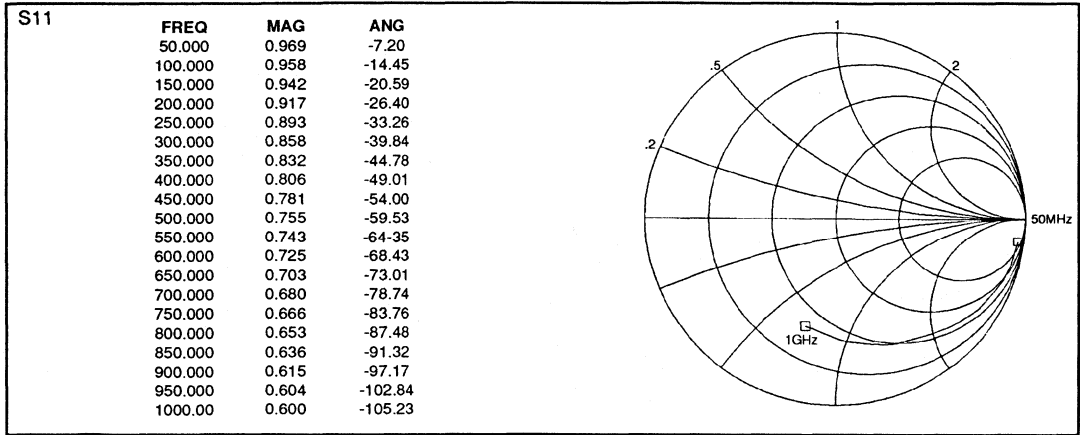 S11
FREQ MAG ANG
50.000 0.969 -7.20
100.000 0.958 -14.45
150.000 0.942 -20.59
200.000 0.917 -26.40
250.000 0.893 -33.26
300.000 0.858 -39.84
350.000 0.832 -44.78
400.000 0.806 -49.01
450.000 0.781 -54.00
500.000 0.755 -59.53
550.000 0.743 -64-35
600.000 0.725 -68.43
650.000 0.703 -73.01
700.000 0.680 -78.74
750.000 0.666 -83.76
800.000 0.653 -87.48
850.000 0.636 -91.32
900.000 0.615 -97.17
950.000 0.604 -102.84
1000.00 0.600 -105.23
1
.5
2
.2
50MHz
1GHz